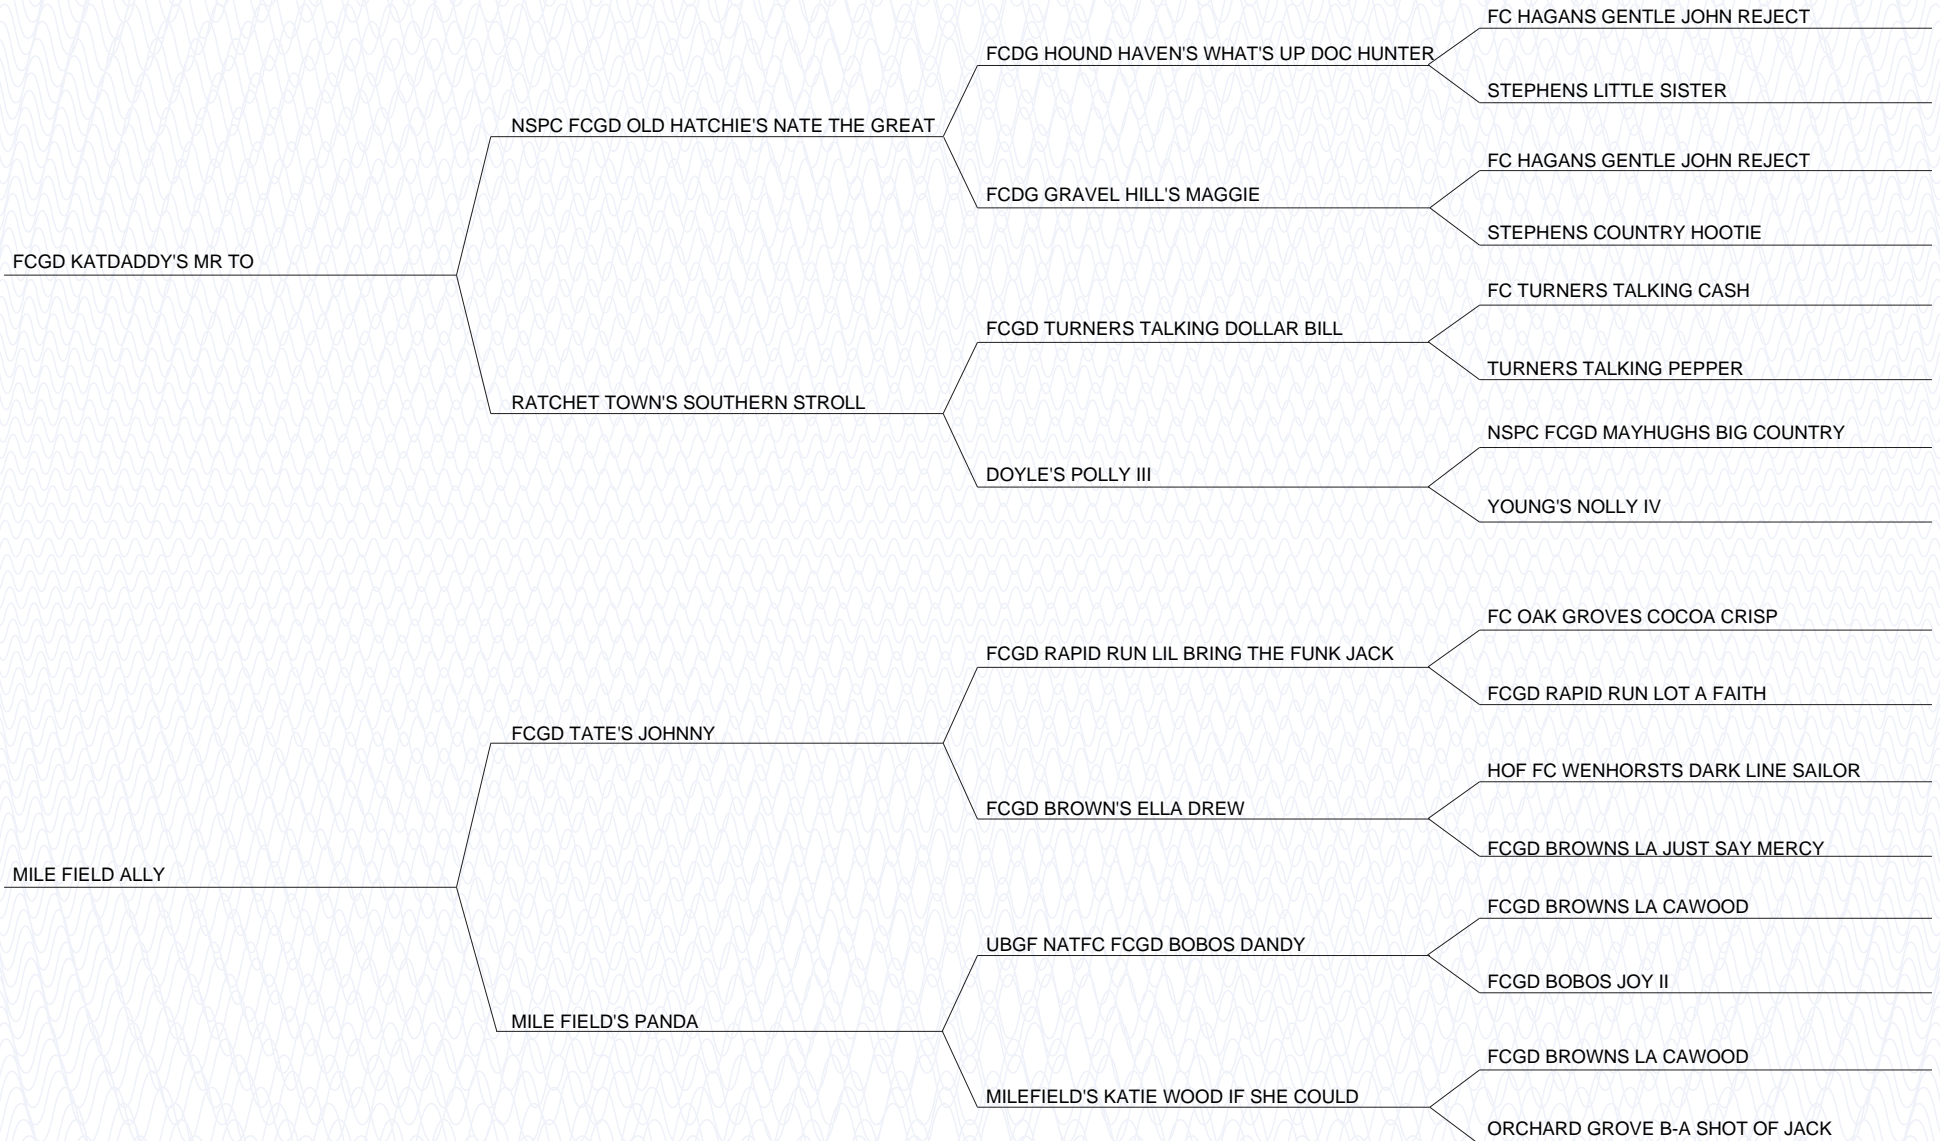 FC HAGANS GENTLE JOHN REJECT
FCDG HOUND HAVEN'S WHAT'S UP DOC HUNTER
STEPHENS LITTLE SISTER
NSPC FCGD OLD HATCHIE'S NATE THE GREAT
FC HAGANS GENTLE JOHN REJECT
FCDG GRAVEL HILL'S MAGGIE
STEPHENS COUNTRY HOOTIE
FCGD KATDADDY'S MR TO
FC TURNERS TALKING CASH
FCGD TURNERS TALKING DOLLAR BILL
TURNERS TALKING PEPPER
RATCHET TOWN'S SOUTHERN STROLL
NSPC FCGD MAYHUGHS BIG COUNTRY
DOYLE'S POLLY III
YOUNG'S NOLLY IV
FC OAK GROVES COCOA CRISP
FCGD RAPID RUN LIL BRING THE FUNK JACK
FCGD RAPID RUN LOT A FAITH
FCGD TATE'S JOHNNY
HOF FC WENHORSTS DARK LINE SAILOR
FCGD BROWN'S ELLA DREW
FCGD BROWNS LA JUST SAY MERCY
MILE FIELD ALLY
FCGD BROWNS LA CAWOOD
UBGF NATFC FCGD BOBOS DANDY
FCGD BOBOS JOY II
MILE FIELD'S PANDA
FCGD BROWNS LA CAWOOD
MILEFIELD'S KATIE WOOD IF SHE COULD
ORCHARD GROVE B-A SHOT OF JACK